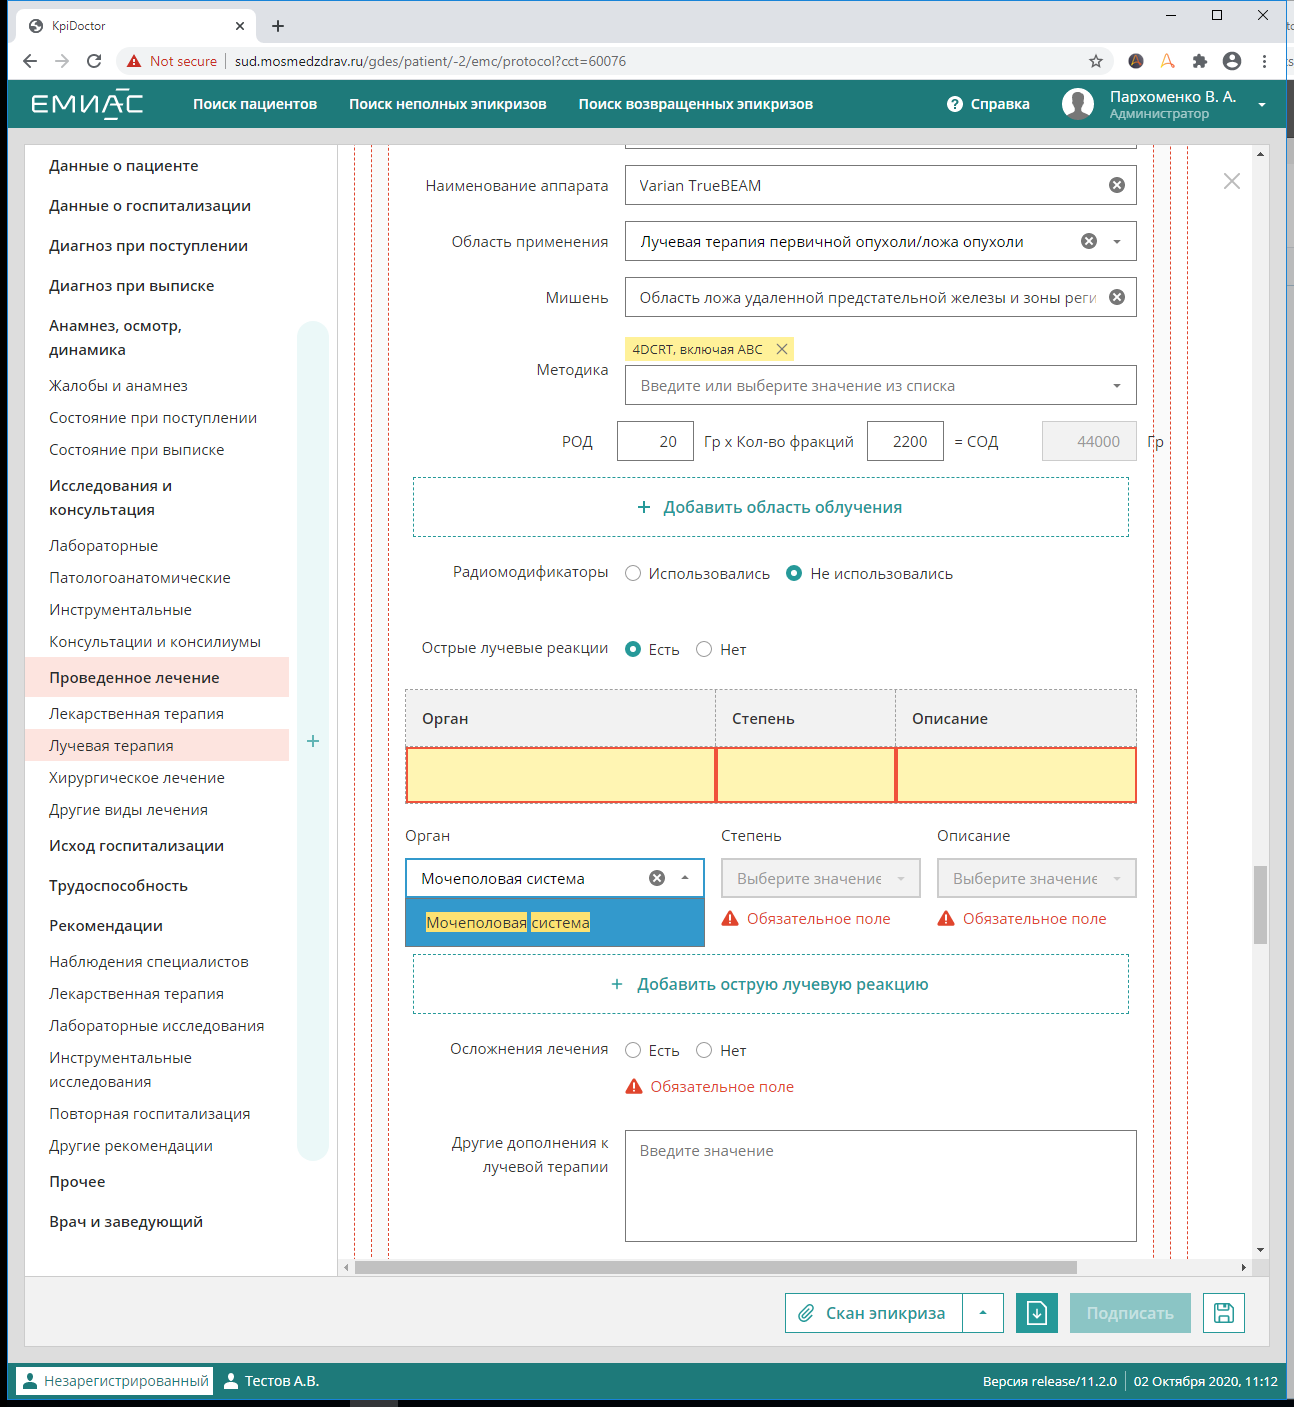 KpiDoctor
Not secure
sud.mosmedzdrav.ru/gdes/patient/-2/emc/protocol?cct=60076
ЕМИАС
Поиск пациентов
Поиск неполных эпикризов
Поиск возвращенных эпикризов
Справка
Пархоменко В. А.
Администратор
Данные о пациенте
Данные о госпитализации
Диагноз при поступлении
Диагноз при выписке
Анамнез, осмотр,
динамика
Жалобы и анамнез
Состояние при поступлении
Состояние при выписке
Исследования и
консультация
Лабораторные
Патологоанатомические
Инструментальные
Консультации и консилиумы
Проведенное лечение
Лекарственная терапия
Лучевая терапия
Хирургическое лечение
Другие виды лечения
Исход госпитализации
Трудоспособность
Рекомендации
Наблюдения специалистов
Лекарственная терапия
Лабораторные исследования
Инструментальные
исследования
Повторная госпитализация
Другие рекомендации
Прочее
Врач и заведующий
Наименование аппарата
Varian TrueBEAM
Область применения
Лучевая терапия первичной опухоли/ложа опухоли
Мишень
Область ложа удаленной предстательной железы и зоны реги
4DCRT, включая ABC
Методика
Введите или выберите значение из списка
РОД 20 Гр x Кол-во фракций 2200 = СОД 44000 Гр
+ Добавить область облучения
Радиомодификаторы
Использовались
Не использовались
Острые лучевые реакции
Есть
Нет
Орган Степень Описание
Орган Степень Описание
Мочеполовая система
Выберите значение
Выберите значение
Мочеполовая система
Обязательное поле
Обязательное поле
+ Добавить острую лучевую реакцию
Осложнения лечения
Есть
Нет
Обязательное поле
Другие дополнения к
лучевой терапии
Введите значение
Скан эпикриза
Подписать
Незарегистрированный
Тестов А.В.
Версия release/11.2.0
02 Октября 2020, 11:12